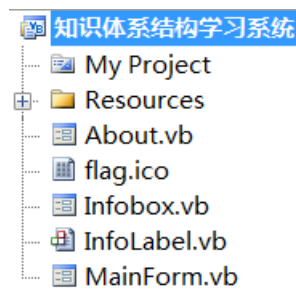 知识体系结构学习系统
My Project
Resources
About.vb
flag.ico
Infobox.vb
InfoLabel.vb
MainForm.vb